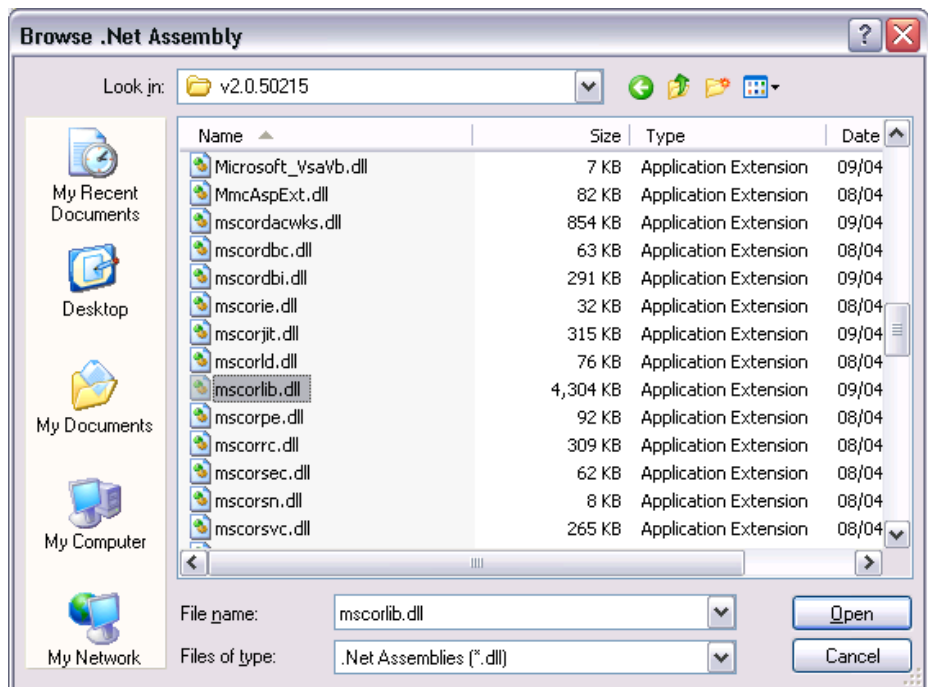 Browse .Net Assembly
Look in: v2.0.50215
Name Size Type Date
Microsoft_VsaVb.dll 7 KB Application Extension 09/04
MmcAspExt.dll 82 KB Application Extension 08/04
mscordacwks.dll 854 KB Application Extension 09/04
mscordbc.dll 63 KB Application Extension 08/04
mscordbi.dll 291 KB Application Extension 09/04
mscorie.dll 32 KB Application Extension 08/04
mscorjit.dll 315 KB Application Extension 09/04
mscorld.dll 76 KB Application Extension 08/04
mscorlib.dll 4,304 KB Application Extension 09/04
mscorpe.dll 92 KB Application Extension 08/04
mscorrc.dll 309 KB Application Extension 08/04
mscorsec.dll 62 KB Application Extension 08/04
mscorsn.dll 8 KB Application Extension 08/04
mscorsvc.dll 265 KB Application Extension 08/04
My Recent
Documents
Desktop
My Documents
My Computer
My Network
File name: mscorlib.dll Open
Files of type: .Net Assemblies (*.dll) Cancel